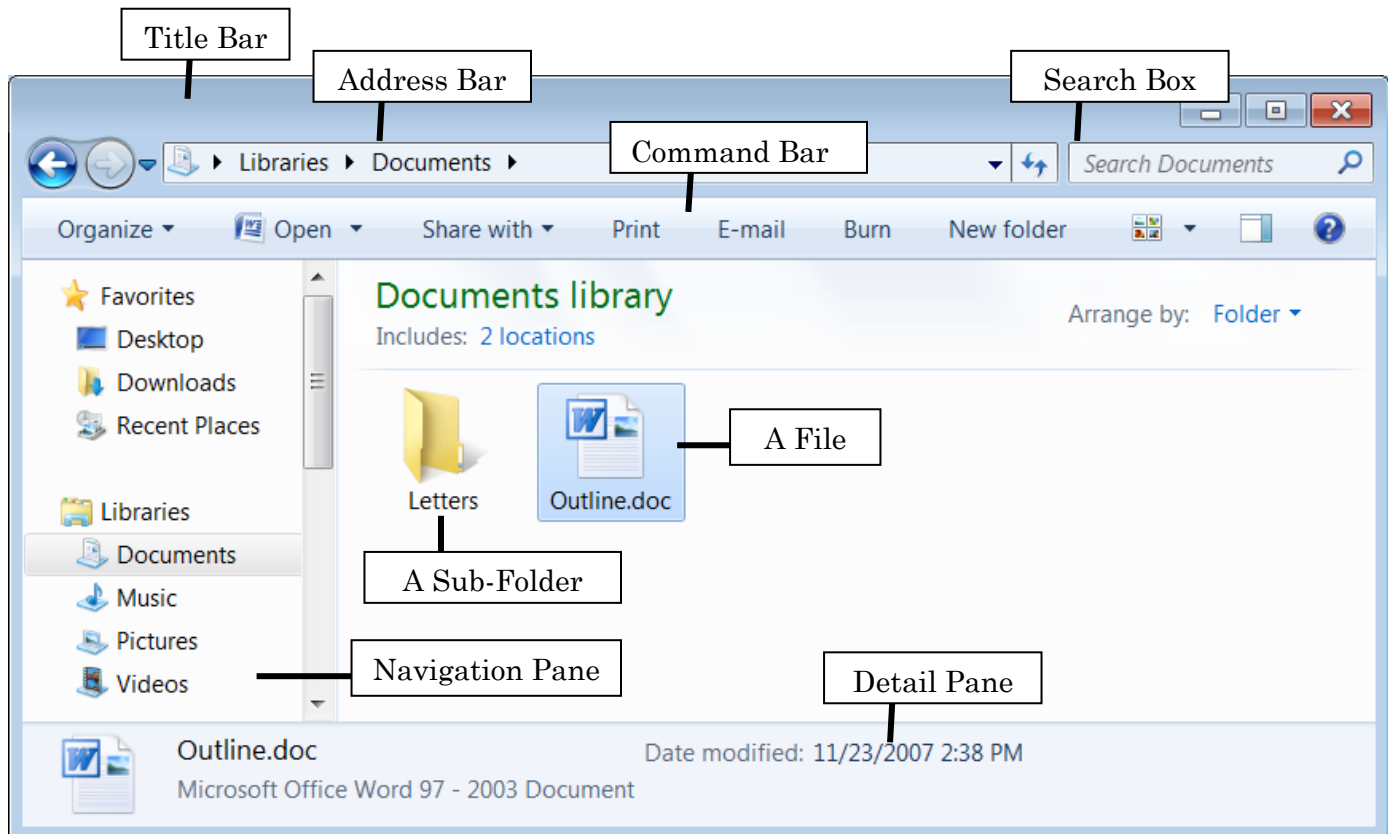 Title Bar
Address Bar
Search Box
Command Bar
Libraries Documents
Search Documents
Organize Open Share with Print E-mail Burn New folder
Favorites
Desktop
Downloads
Recent Places
Libraries
Documents
Music
Pictures
Videos
Navigation Pane
Documents library
Includes: 2 locations
Arrange by: Folder
Letters
Outline.doc
A File
A Sub-Folder
Detail Pane
Outline.doc
Microsoft Office Word 97 - 2003 Document
Date modified: 11/23/2007 2:38 PM